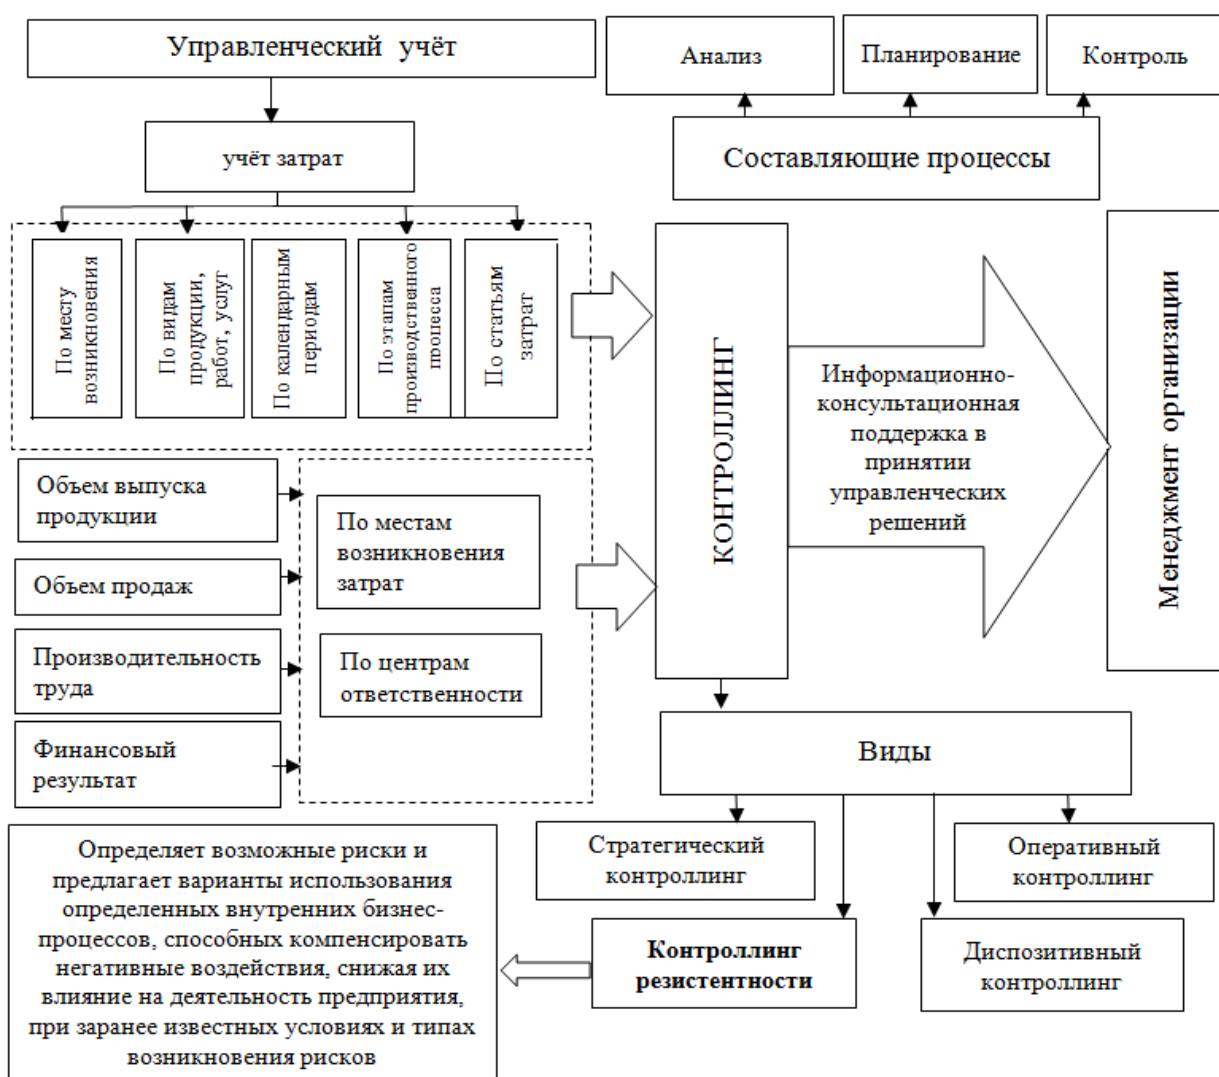 Управленческий учёт
учёт затрат
По месту
возникновения
По видам
продукции,
работ, услуг
По календарным
периодам
По этапам
производственного
процесса
По статьям
затрат
Объем выпуска
продукции
Объем продаж
Производительность
труда
Финансовый
результат
По местам
возникновения
затрат
По центрам
ответственности
Анализ
Планирование
Контроль
Составляющие процессы
КОНТРОЛЛИНГ
Информационно-
консультационная
поддержка в
принятии
управленческих
решений
Менеджмент организации
Виды
Стратегический
контроллинг
Оперативный
контроллинг
Контроллинг
резистентности
Диспозитивный
контроллинг
Определяет возможные риски и
предлагает варианты использования
определенных внутренних бизнес-
процессов, способных компенсировать
негативные воздействия, снижая их
влияние на деятельность предприятия,
при заранее известных условиях и типах
возникновения рисков